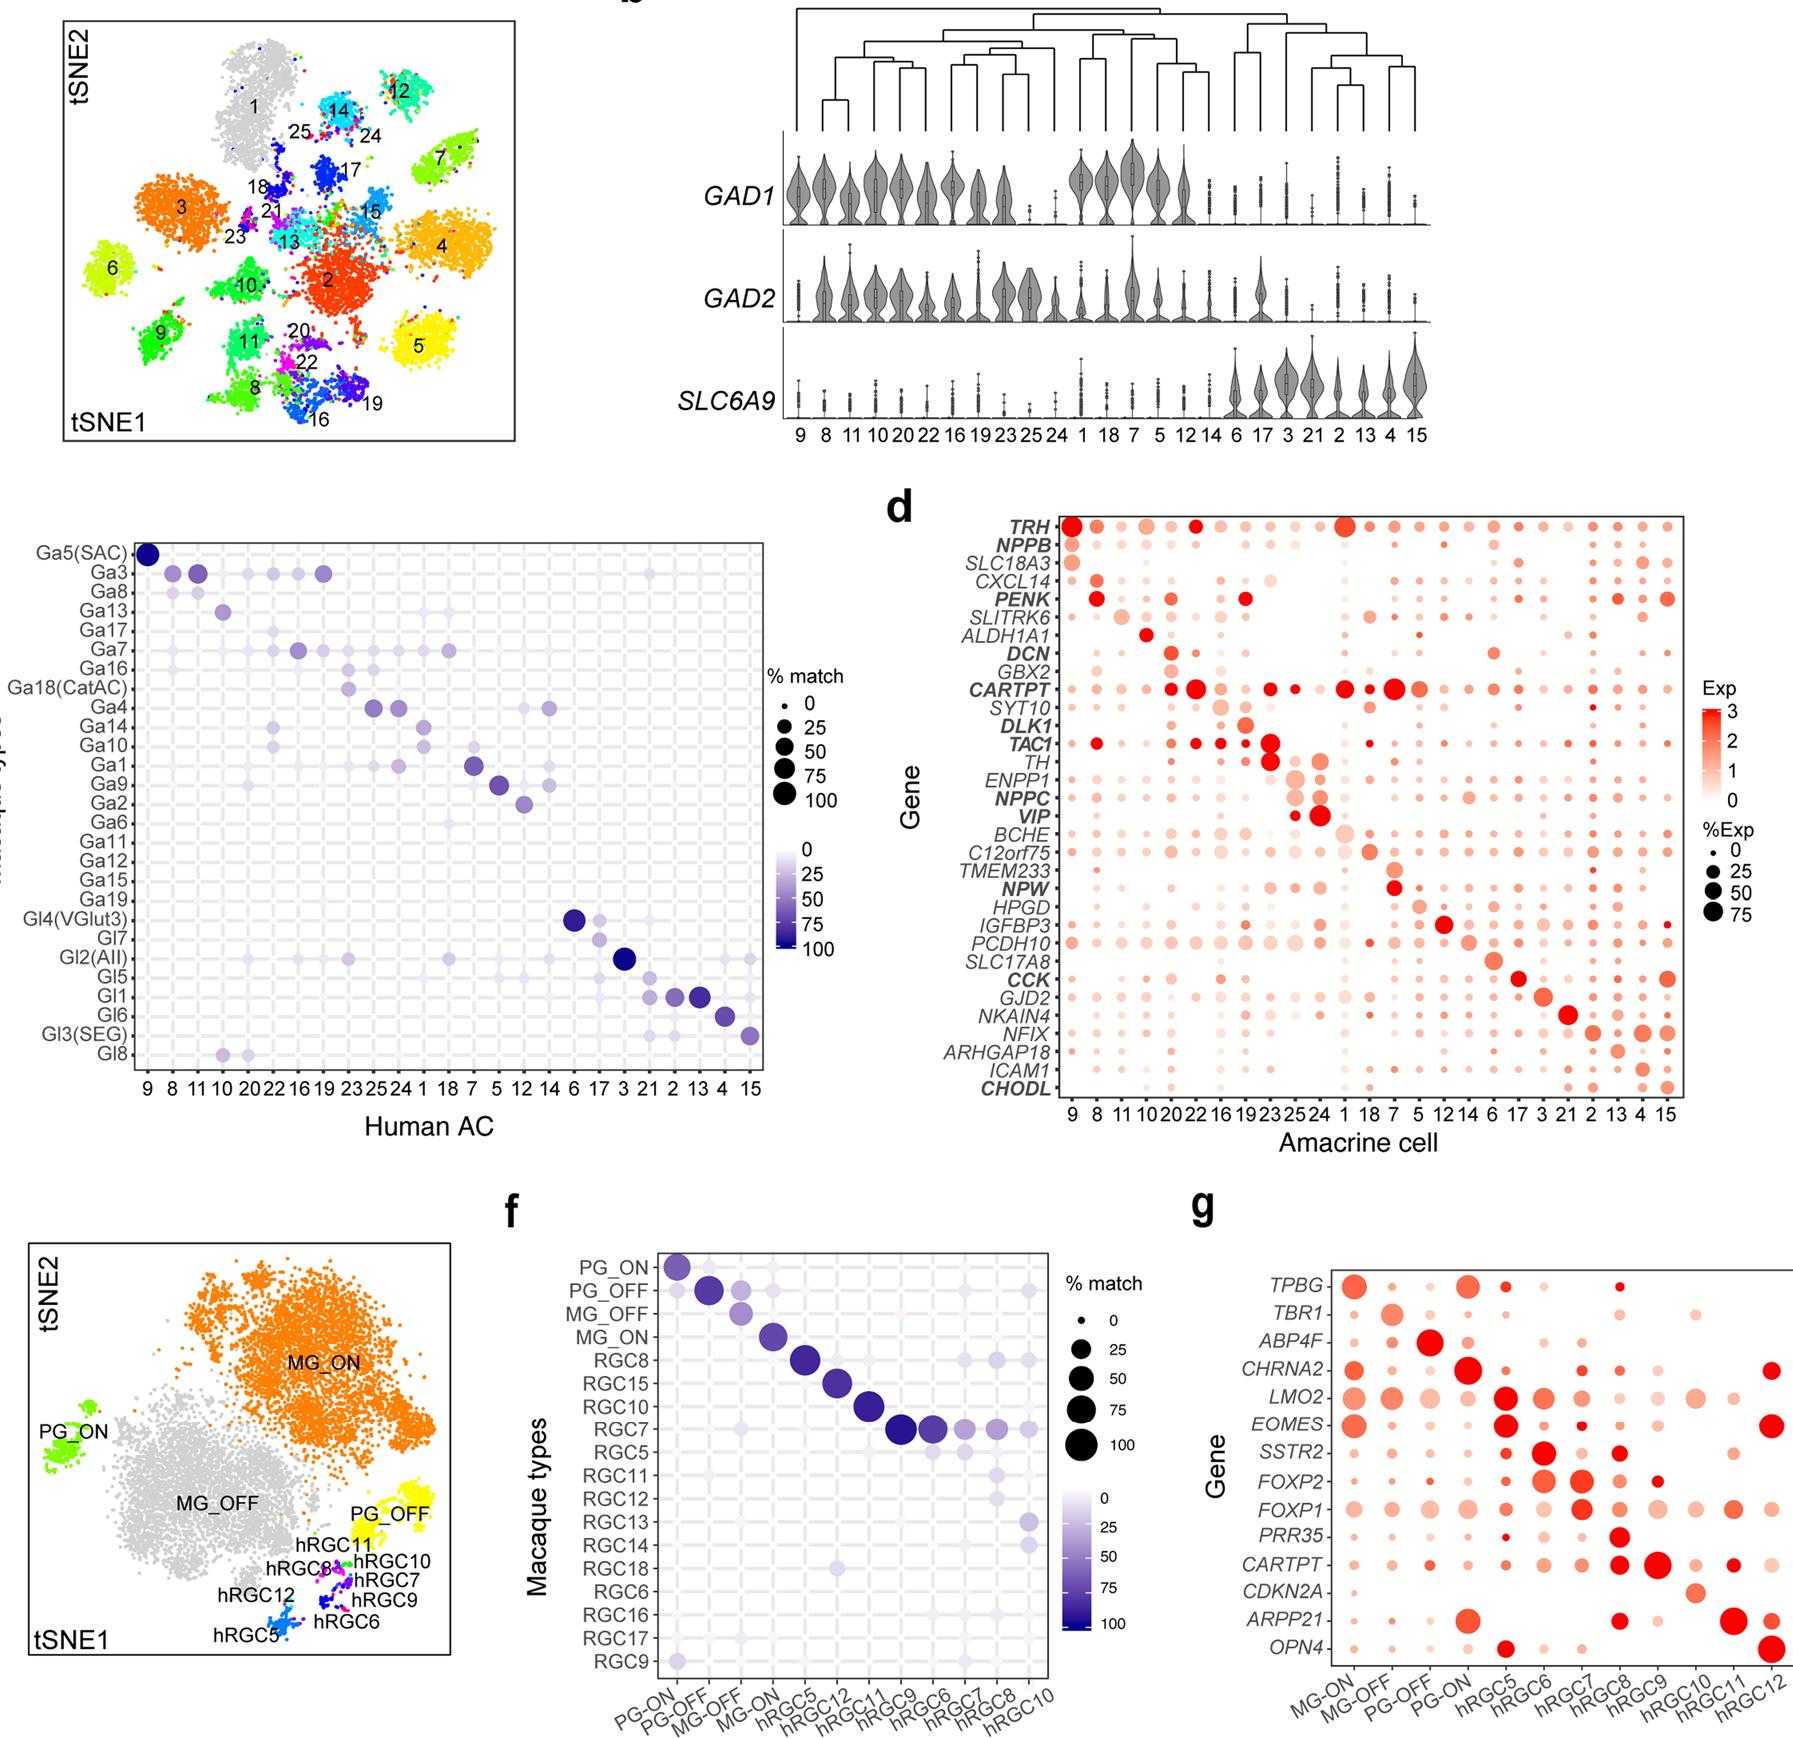 tSNE2
1
12
14
25
24
7
17
18
3
21
15
23
13
4
6
10
2
9
11
20
5
22
8
19
16
tSNE1
GAD1
GAD2
SLC6A9
9 8 11 10 20 22 16 19 23 25 24 1 18 7 5 12 14 6 17 3 21 2 13 4 15
Ga5(SAC)
Ga3
Ga8
Ga13
Ga17
Ga7
Ga16
Ga18(CatAC)
Ga4
Ga14
Ga10
Ga1
Ga9
Ga2
Ga6
Ga11
Ga12
Ga15
Ga19
Gl4(VGlut3)
Gl7
Gl2(AII)
Gl5
Gl1
Gl6
Gl3(SEG)
Gl8
9 8 11 10 20 22 16 19 23 25 24 1 18 7 5 12 14 6 17 3 21 2 13 4 15
Human AC
% match
0
25
50
75
100
0
25
50
75
100
d
Gene
TRH
NPPB
SLC18A3
CXCL14
PENK
SLITRK6
ALDH1A1
DCN
GBX2
CARTPT
SYT10
DLK1
TAC1
TH
ENPP1
NPPC
VIP
BCHE
C12orf75
TMEM233
NPW
HPGD
IGFBP3
PCDH10
SLC17A8
CCK
GJD2
NKAIN4
NFIX
ARHGAP18
ICAM1
CHODL
9 8 11 10 20 22 16 19 23 25 24 1 18 7 5 12 14 6 17 3 21 2 13 4 15
Amacrine cell
Exp
3
2
1
0
%Exp
0
25
50
75
tSNE2
MG_ON
PG_ON
MG_OFF
PG_OFF
hRGC11
hRGC10
hRGC8
hRGC7
hRGC12
hRGC9
hRGC6
hRGC5
tSNE1
f
Macaque types
PG_ON
PG_OFF
MG_OFF
MG_ON
RGC8
RGC15
RGC10
RGC7
RGC5
RGC11
RGC12
RGC13
RGC14
RGC18
RGC6
RGC16
RGC17
RGC9
PG-ON PG-OFF MG-OFF MG-ON hRGC5 hRGC12 hRGC11 hRGC9 hRGC6 hRGC7 hRGC8 hRGC10
% match
0
25
50
75
100
0
25
50
75
100
g
Gene
TPBG
TBR1
ABP4F
CHRNA2
LMO2
EOMES
SSTR2
FOXP2
FOXP1
PRR35
CARTPT
CDKN2A
ARPP21
OPN4
MG-ON MG-OFF PG-OFF PG-ON hRGC5 hRGC6 hRGC7 hRGC8 hRGC9 hRGC10 hRGC11 hRGC12